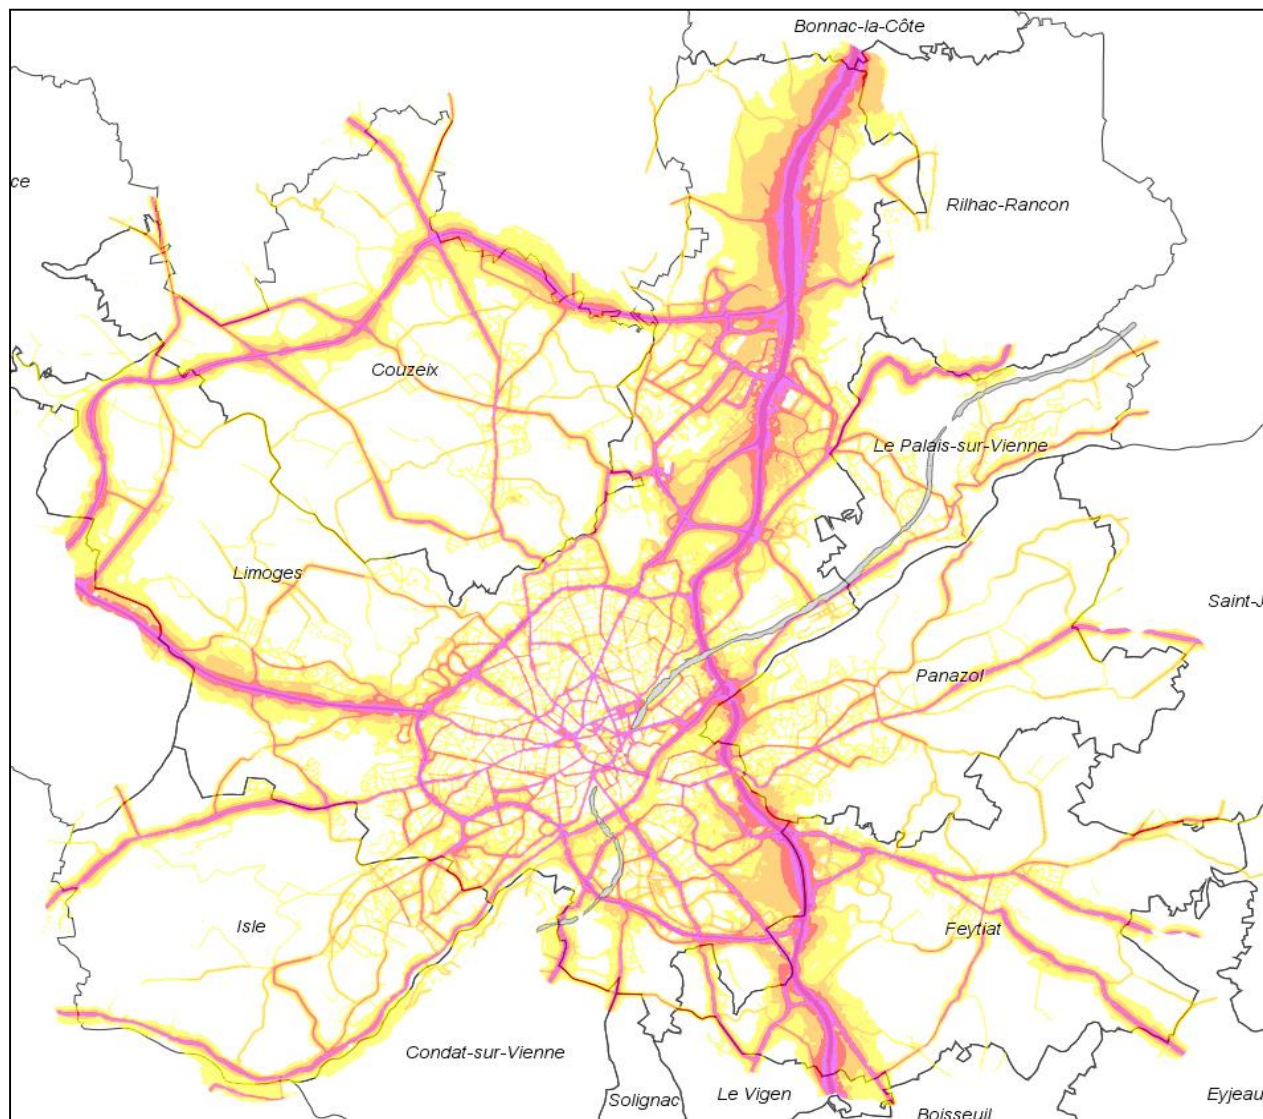 Bonnac-la-Côte
ce
Rilhac-Rancon
Couzeix
Le Palais-sur-Vienne
Limoges
Saint-J
Panazol
Isle
Feytiat
Condat-sur-Vienne
Solignac
Le Vigen
Eyjeau
Boisseuil